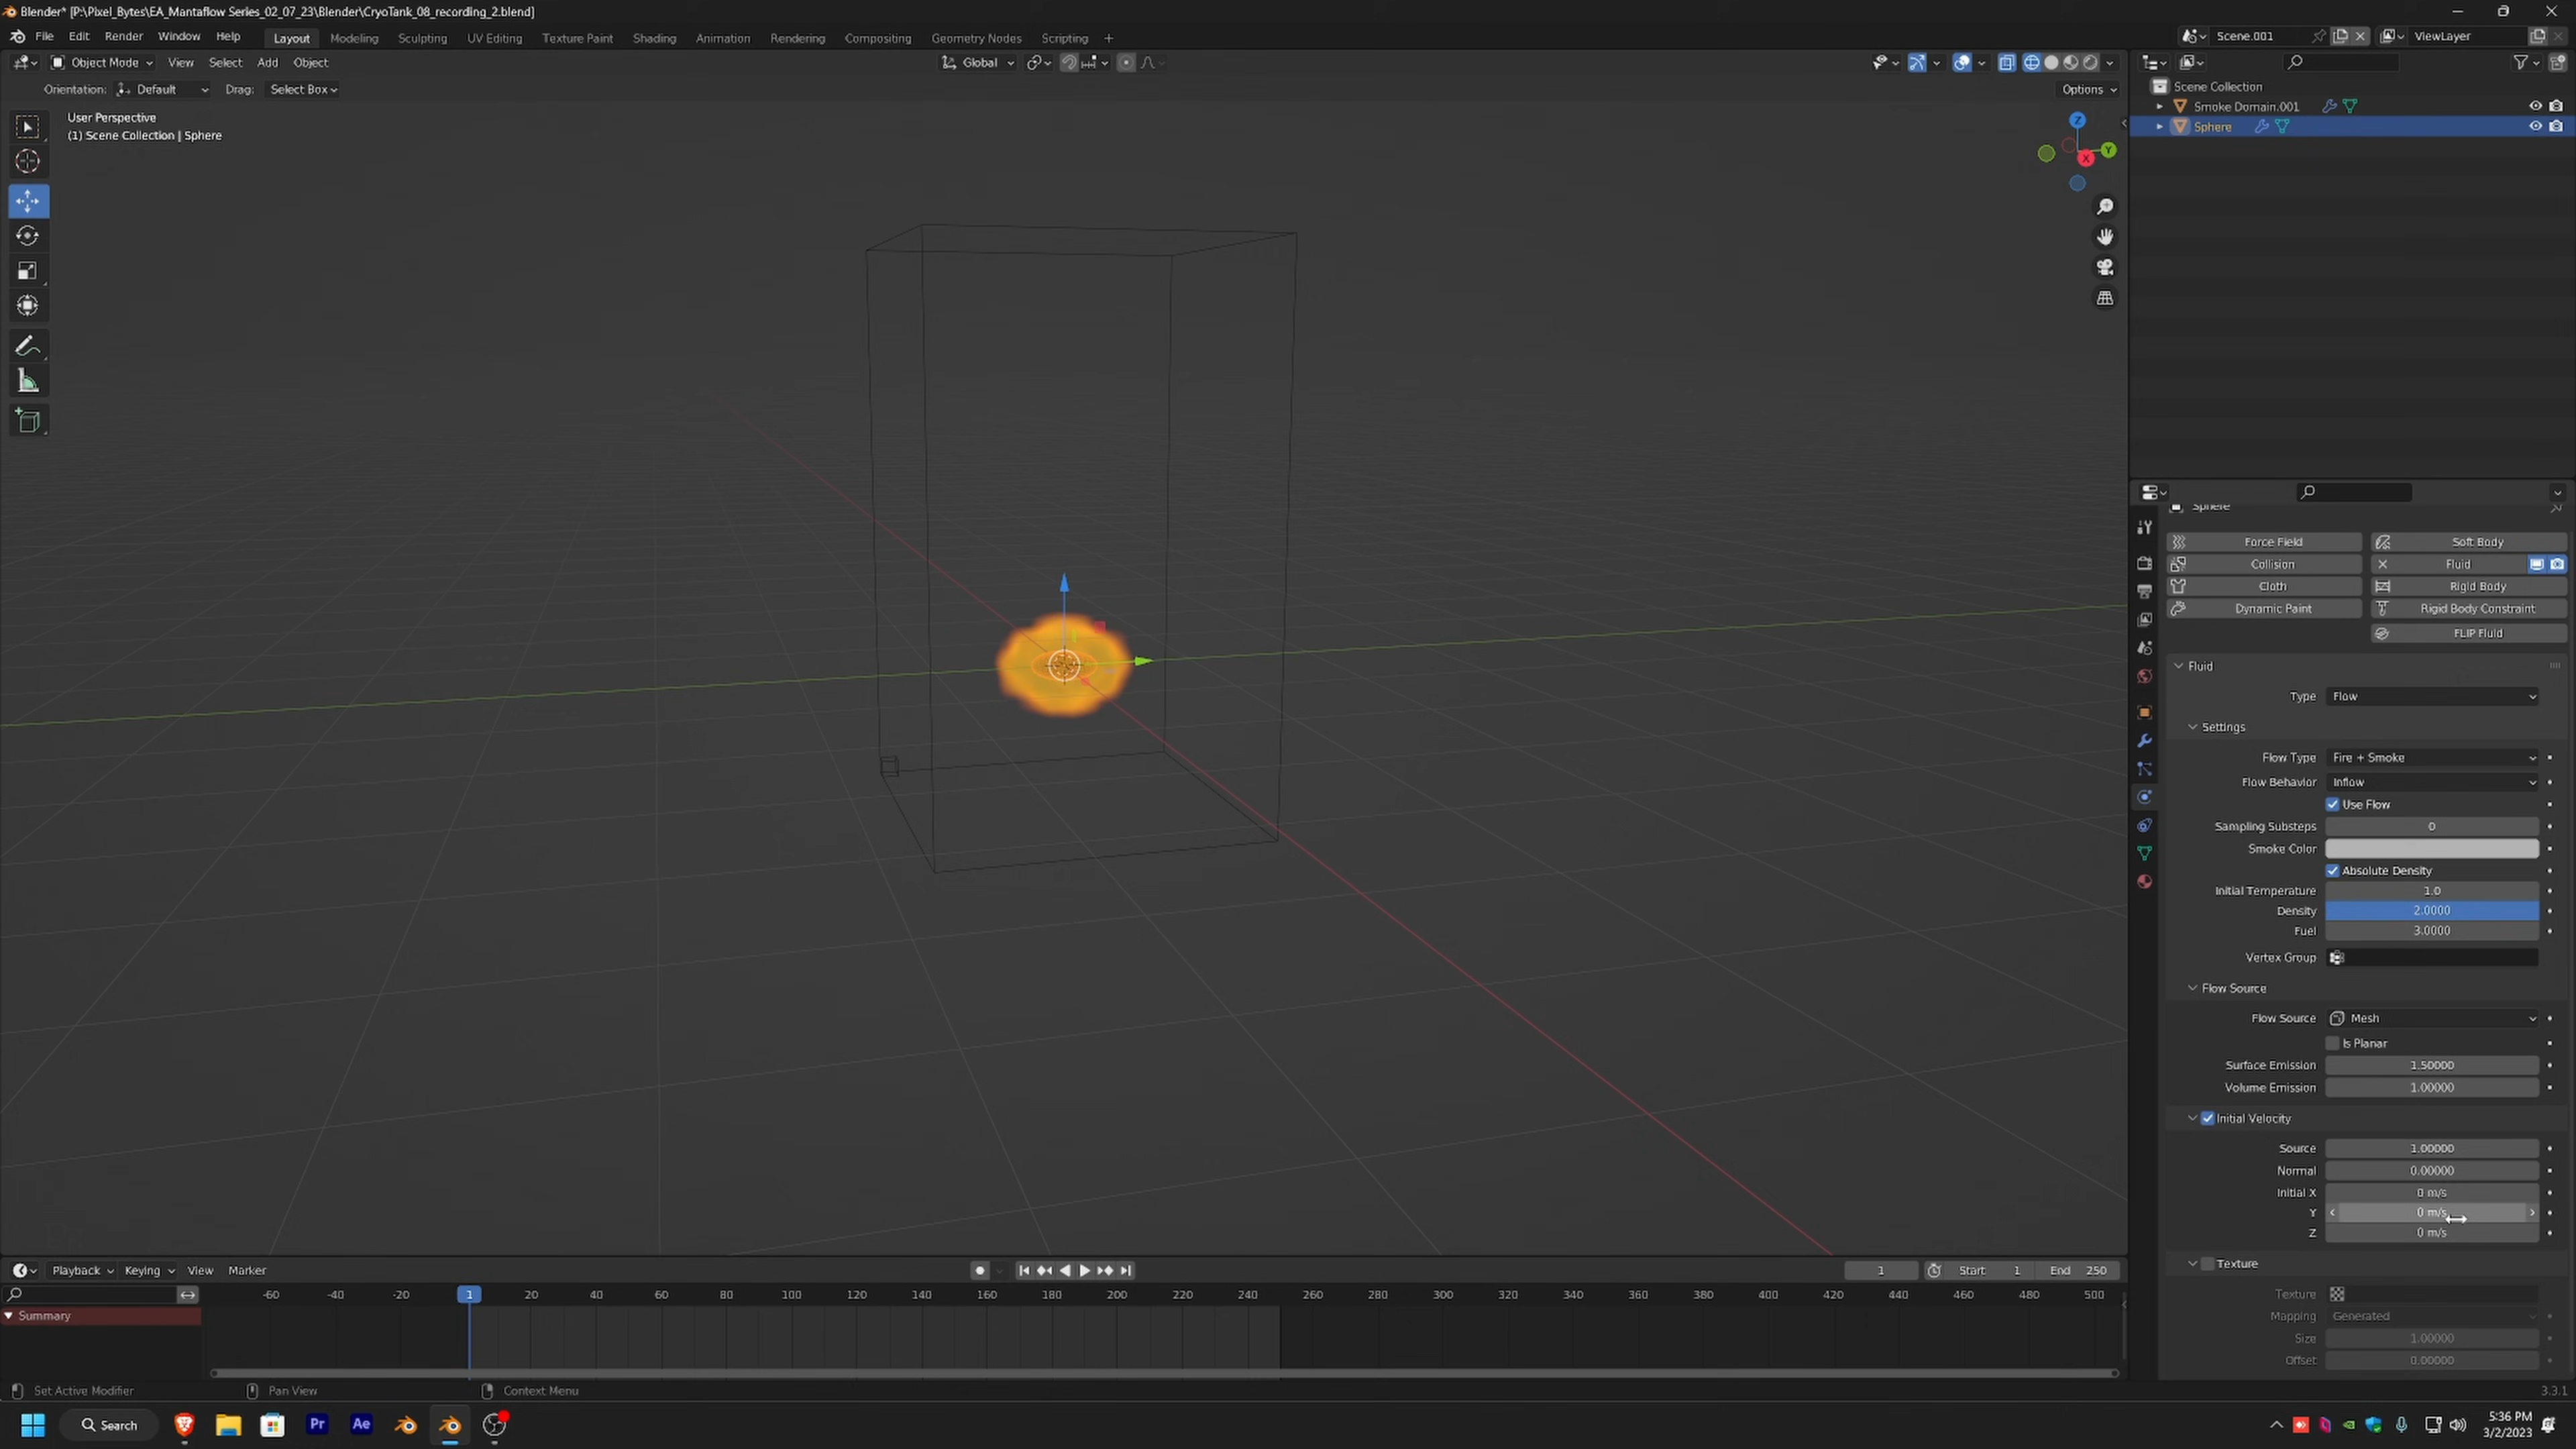 Blender* [P:\Pixel_Bytes\EA_Mantaflow Series_02_07_23\Blender\CryoTank_08_recording_2.blend]
File Edit Render Window Help Layout Modeling Sculpting UV Editing Texture Paint Shading Animation Rendering Compositing Geometry Nodes Scripting + Scene.001 ViewLayer
Object Mode View Select Add Object Global
Orientation: Default Drag: Select Box Options
User Perspective
(1) Scene Collection | Sphere
Z
Y
X
Scene Collection
Smoke Domain.001
Sphere
Sphere
Force Field Soft Body
Collision Fluid
Cloth Rigid Body
Dynamic Paint Rigid Body Constraint
FLIP Fluid
Fluid
Type Flow
Settings
Flow Type Fire + Smoke
Flow Behavior Inflow
Use Flow
Sampling Substeps 0
Smoke Color
Absolute Density
Initial Temperature 1.0
Density 2.0000
Fuel 3.0000
Vertex Group
Flow Source
Flow Source Mesh
Is Planar
Surface Emission 1.50000
Volume Emission 1.00000
Initial Velocity
Source 1.00000
Normal 0.00000
Initial X 0 m/s
Y 0 m/s
Z 0 m/s
Texture
Texture
Mapping Generated
Size 1.00000
Offset 0.00000
Playback Keying View Marker 1 Start 1 End 250
-60 -40 -20 1 20 40 60 80 100 120 140 160 180 200 220 240 260 280 300 320 340 360 380 400 420 440 460 480 500
Summary
Set Active Modifier Pan View Context Menu 3.3.1
Search Pr Ae 5:36 PM
3/2/2023